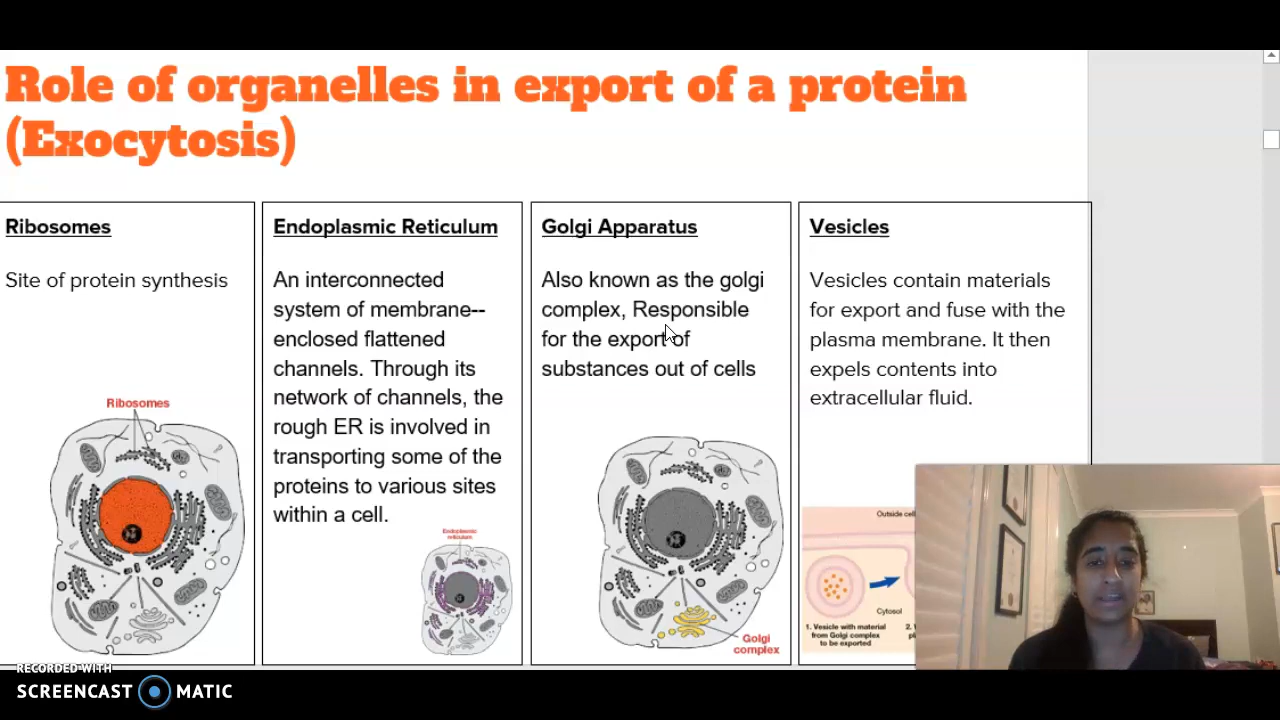 Role of organelles in export of a protein
(Exocytosis)
Ribosomes
Site of protein synthesis
Ribosomes
Endoplasmic Reticulum
An interconnected
system of membrane--
enclosed flattened
channels. Through its
network of channels, the
rough ER is involved in
transporting some of the
proteins to various sites
within a cell.
Endoplasmic
reticulum
Golgi Apparatus
Also known as the golgi
complex, Responsible
for the export of
substances out of cells
Golgi
complex
Vesicles
Vesicles contain materials
for export and fuse with the
plasma membrane. It then
expels contents into
extracellular fluid.
Outside cell
Cytosol
1. Vesicle with material
from Golgi complex
to be exported
2.
RECORDED WITH
SCREENCAST MATIC